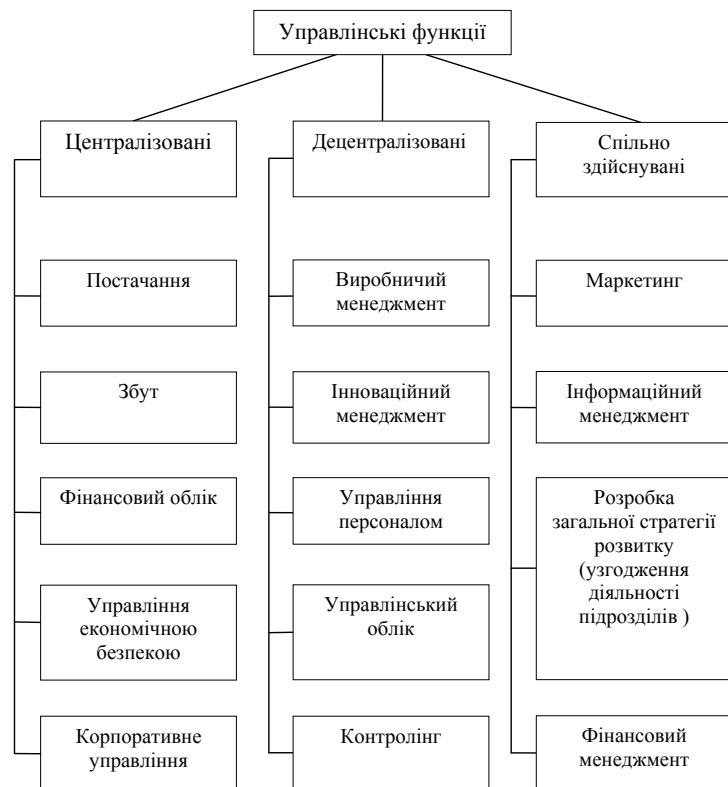 Управлінські функції
Централізовані
Децентралізовані
Спільно
здійснувані
Постачання
Виробничий
менеджмент
Маркетинг
Збут
Інноваційний
менеджмент
Інформаційний
менеджмент
Фінансовий облік
Управління
персоналом
Розробка
загальної стратегії
розвитку
(узгодження
діяльності
підрозділів )
Управління
економічною
безпекою
Управлінський
облік
Корпоративне
управління
Контролінг
Фінансовий
менеджмент